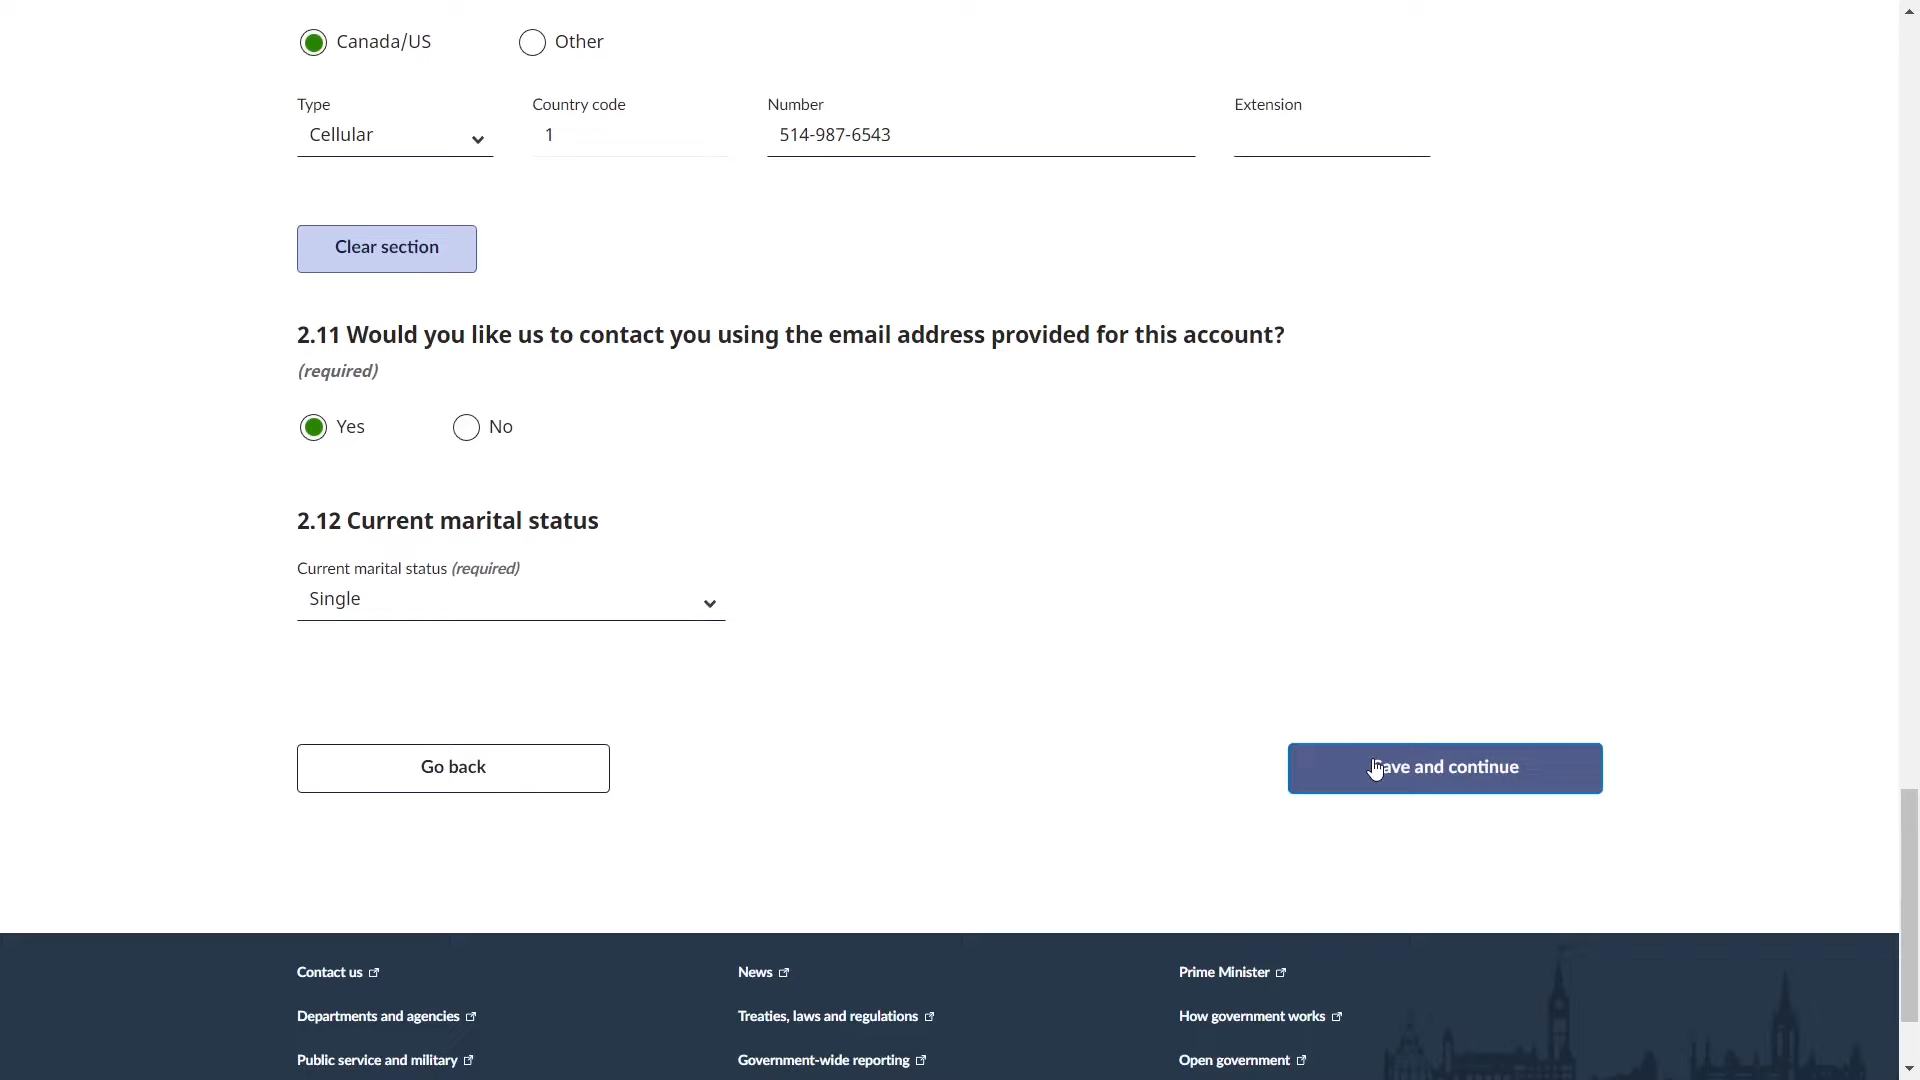 Canada/US Other
Type Country code Number Extension
Cellular 1 514-987-6543
Clear section
2.11 Would you like us to contact you using the email address provided for this account?
(required)
Yes No
2.12 Current marital status
Current marital status (required)
Single
Go back Save and continue
Contact us News Prime Minister
Departments and agencies Treaties, laws and regulations How government works
Public service and military Government-wide reporting Open government